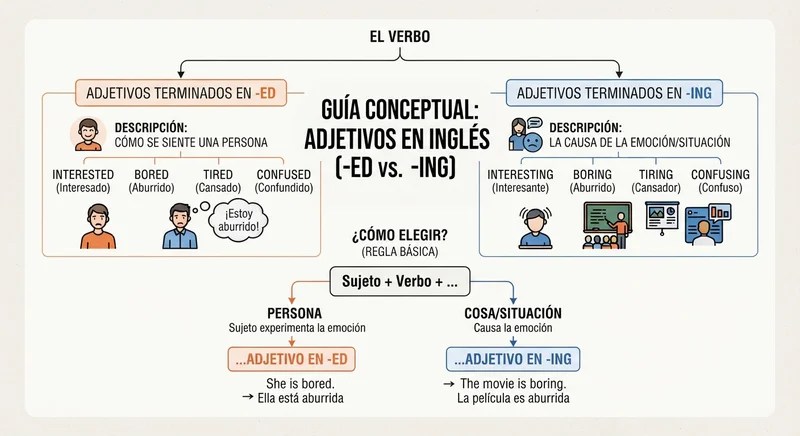 EL VERBO
ADJETIVOS TERMINADOS EN -ED
DESCRIPCIÓN:
CÓMO SE SIENTE UNA PERSONA
INTERESTED
(Interesado)
BORED
(Aburrido)
TIRED
(Cansado)
CONFUSED
(Confundido)
¡Estoy
aburrido!
GUÍA CONCEPTUAL:
ADJETIVOS EN INGLÉS
(-ED vs. -ING)
ADJETIVOS TERMINADOS EN -ING
DESCRIPCIÓN:
LA CAUSA DE LA EMOCIÓN/SITUACIÓN
INTERESTING
(Interesante)
BORING
(Aburrido)
TIRING
(Cansador)
CONFUSING
(Confuso)
¿CÓMO ELEGIR?
(REGLA BÁSICA)
Sujeto + Verbo + ...
PERSONA
Sujeto experimenta la emoción
...ADJETIVO EN -ED
She is bored.
→ Ella está aburrida
COSA/SITUACIÓN
Causa la emoción
...ADJETIVO EN -ING
→ The movie is boring.
La película es aburrida